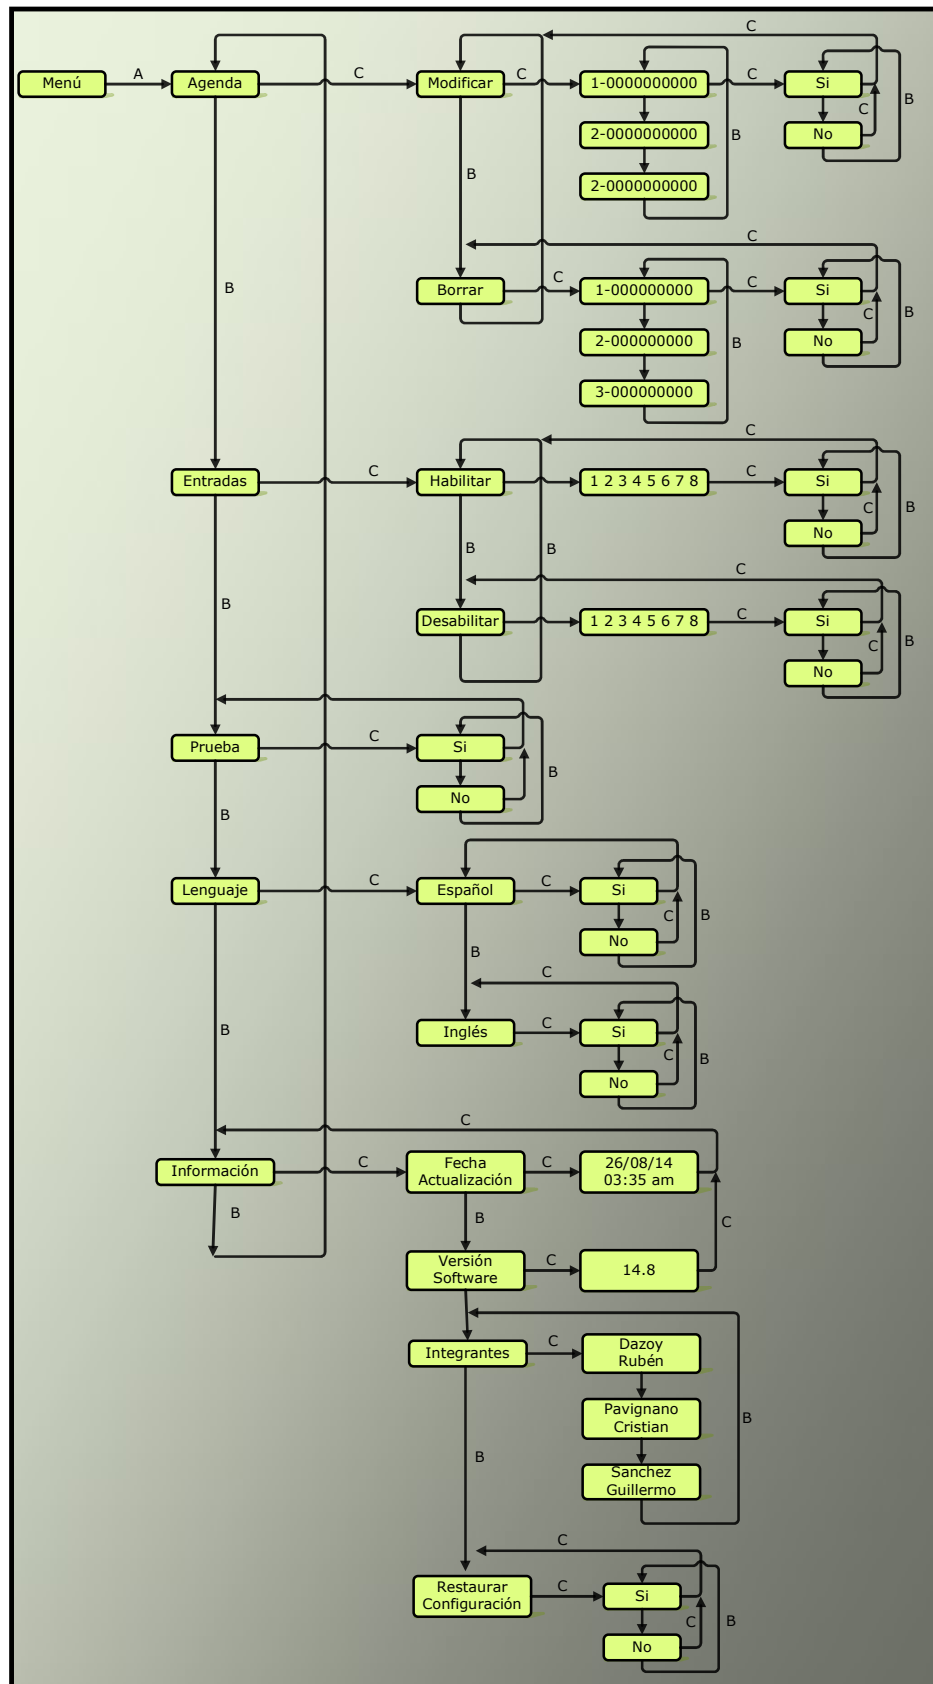 C
Menú A Agenda C Modificar C 1-0000000000 C Si
B
C
2-0000000000 No
B
B
2-0000000000
C
B
Borrar C 1-000000000 C Si
B
C
2-000000000 No
B
3-000000000
C
Entradas C Habilitar 1 2 3 4 5 6 7 8 C Si
C B
No
B B
C
B
Desabilitar 1 2 3 4 5 6 7 8 C Si
C B
No
Prueba C Si
B
No
B
Lenguaje C Español C Si
C B
No
B
C
B
Inglés C Si
C B
No
C
Información C Fecha
Actualización C 26/08/14
03:35 am
B B C
Versión
Software C 14.8
Integrantes C Dazoy
Rubén
Pavignano
Cristian
B
B
Sanchez
Guillermo
C
Restaurar
Configuración C Si
C B
No